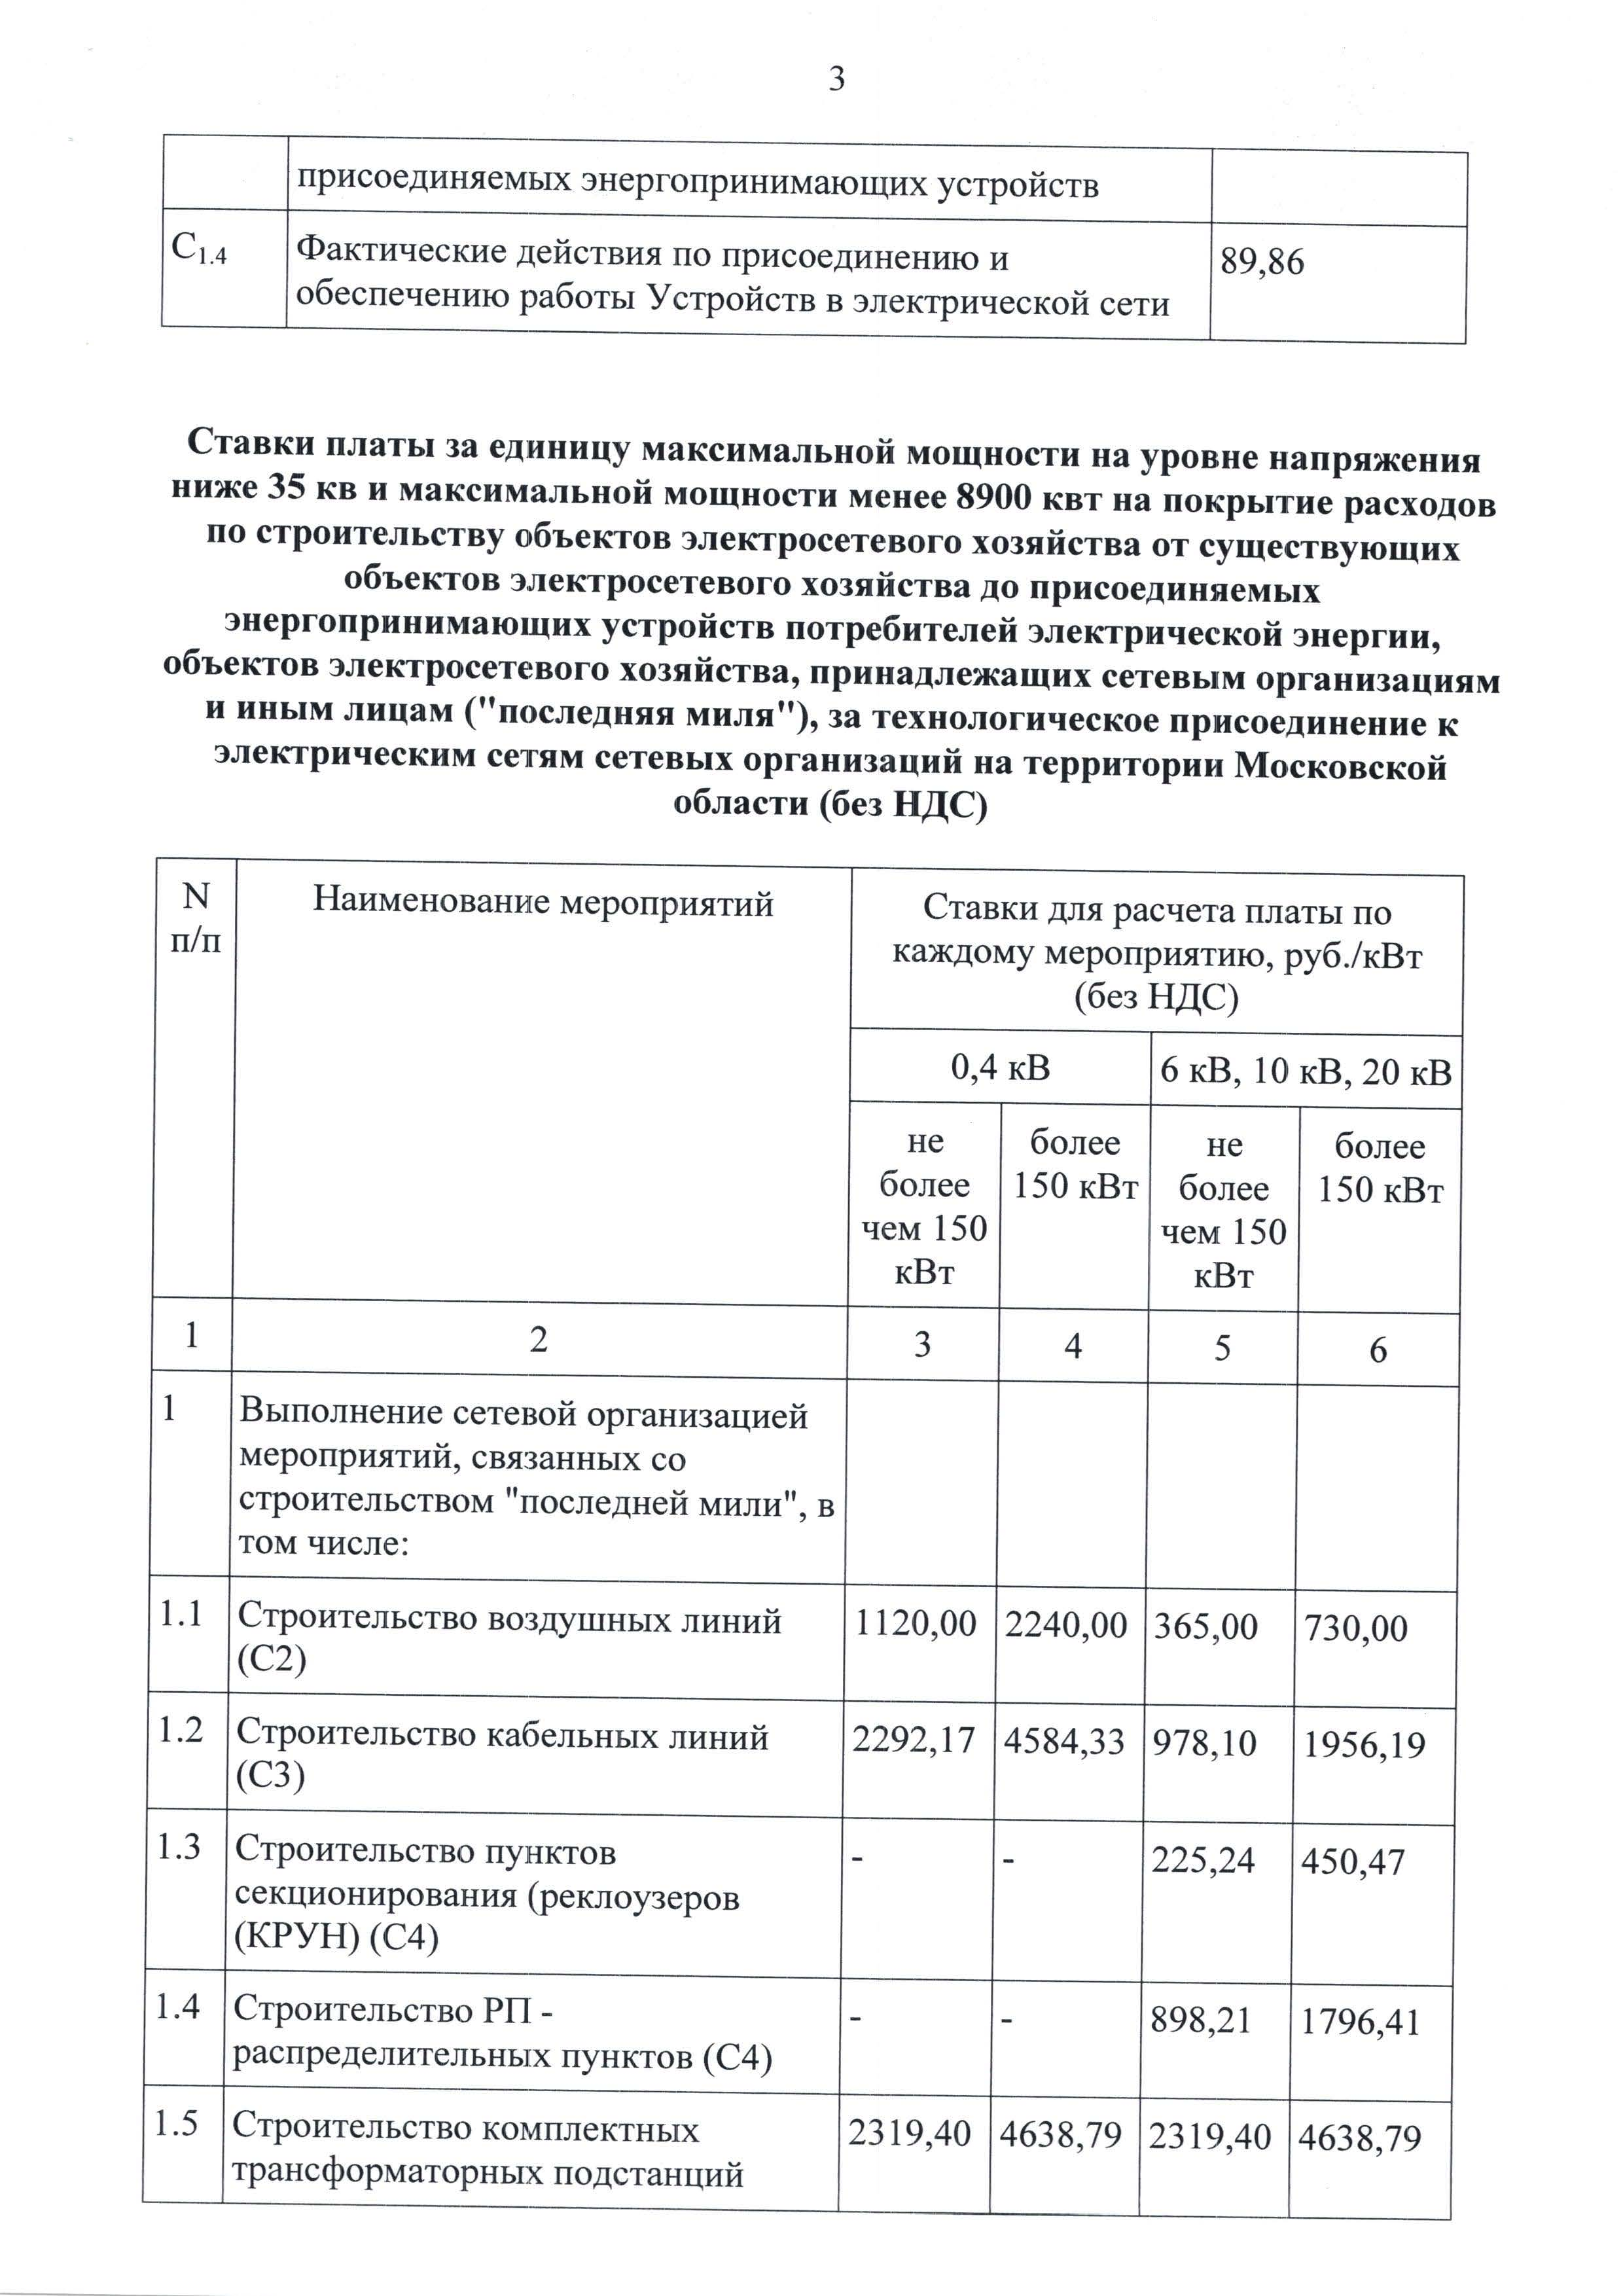 3
присоединяемых энергопринимающих устройств
С1.4
Фактические действия по присоединению и
обеспечению работы Устройств в электрической сети
89,86
Ставки платы за единицу максимальной мощности на уровне напряжения
ниже 35 кв и максимальной мощности менее 8900 квт на покрытие расходов
по строительству объектов электросетевого хозяйства от существующих
объектов электросетевого хозяйства до присоединяемых
энергопринимающих устройств потребителей электрической энергии,
объектов электросетевого хозяйства, принадлежащих сетевым организациям
и иным лицам ("последняя миля"), за технологическое присоединение к
электрическим сетям сетевых организаций на территории Московской
области (без НДС)
N
п/п
Наименование мероприятий
Ставки для расчета платы по
каждому мероприятию, руб./кВт
(без НДС)
0,4 кВ
6 кВ, 10 кВ, 20 кВ
не
более
чем 150
кВт
более
150 кВт
не
более
чем 150
кВт
более
150 кВт
1
2
3
4
5
6
1
Выполнение сетевой организацией
мероприятий, связанных со
строительством "последней мили", в
том числе:
1.1
Строительство воздушных линий
(С2)
1120,00
2240,00
365,00
730,00
1.2
Строительство кабельных линий
(С3)
2292,17
4584,33
978,10
1956,19
1.3
Строительство пунктов
секционирования (реклоузеров
(КРУН) (С4)
-
-
225,24
450,47
1.4
Строительство РП -
распределительных пунктов (С4)
-
-
898,21
1796,41
1.5
Строительство комплектных
трансформаторных подстанций
2319,40
4638,79
2319,40
4638,79